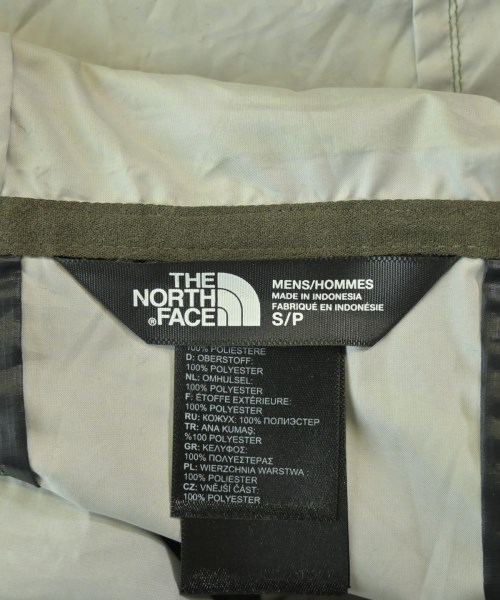 THE
NORTH
®FACE
MENS/HOMMES
MADE IN INDONESIA
FABRIQUÉ EN INDONÉSIE
S/P
100% POLIESTERE
D: OBERSTOFF:
100% POLYESTER
NL: OMHULSEL:
100% POLYESTER
F: ÉTOFFE EXTÉRIEURE:
100% POLYESTER
RU: КОЖУХ: 100% ПОЛИЭСТЕР
TR: ANA KUMAŞ:
%100 POLYESTER
GR: ΚΕΛΥΦΟΣ:
100% ΠΟΛΥΕΣΤΕΡΑΣ
PL: WIERZCHNIA WARSTWA :
100% POLYESTER
CZ: VNĚJŠÍ ČÁST:
100% POLYESTER